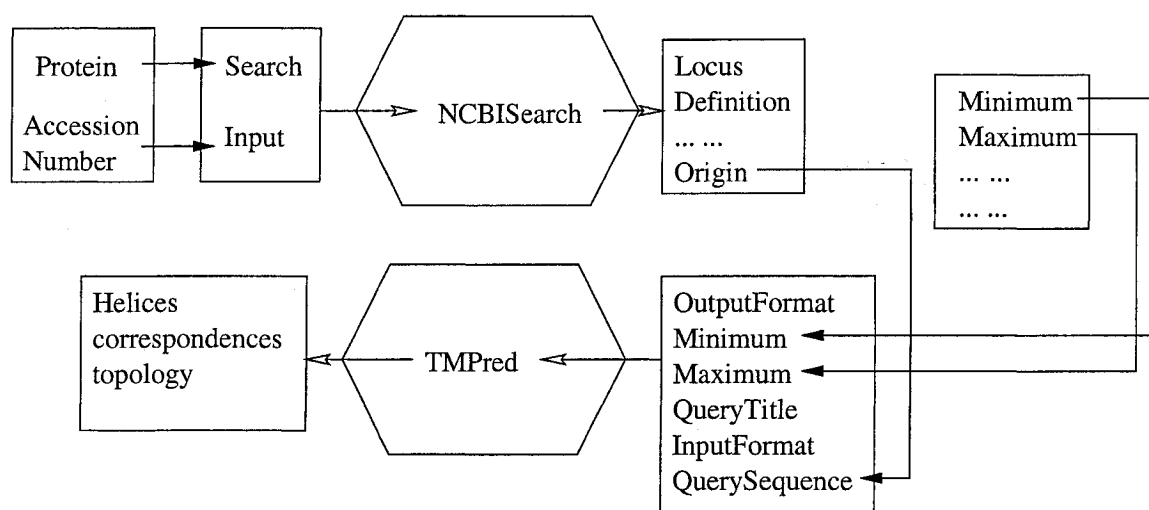 Protein
Accession
Number
Search
Input
NCBISearch
Locus
Definition
... ...
Origin
Minimum
Maximum
... ...
... ...
Helices
correspondences
topology
TMPred
OutputFormat
Minimum
Maximum
QueryTitle
InputFormat
QuerySequence